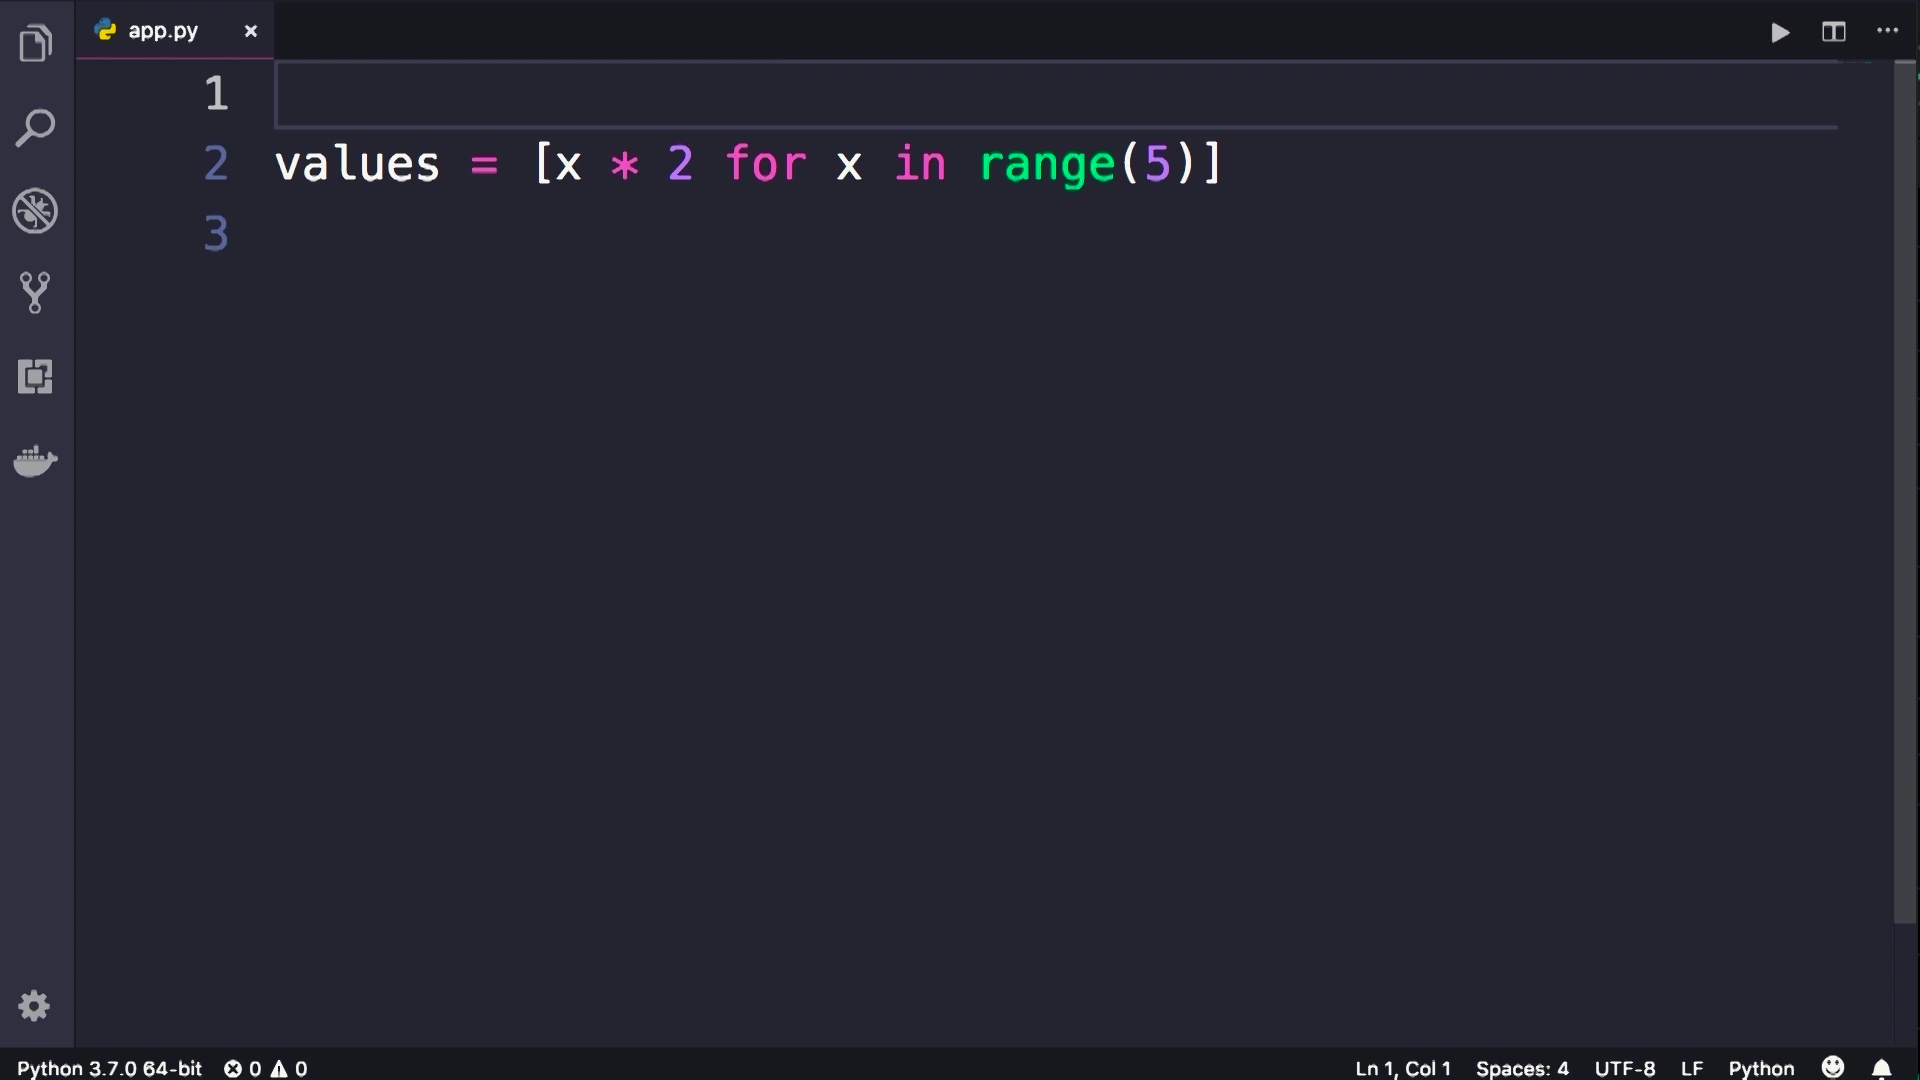 app.py
1
2 values = [x * 2 for x in range(5)]
3
Python 3.7.0 64-bit 0 0 Ln 1, Col 1 Spaces: 4 UTF-8 LF Python